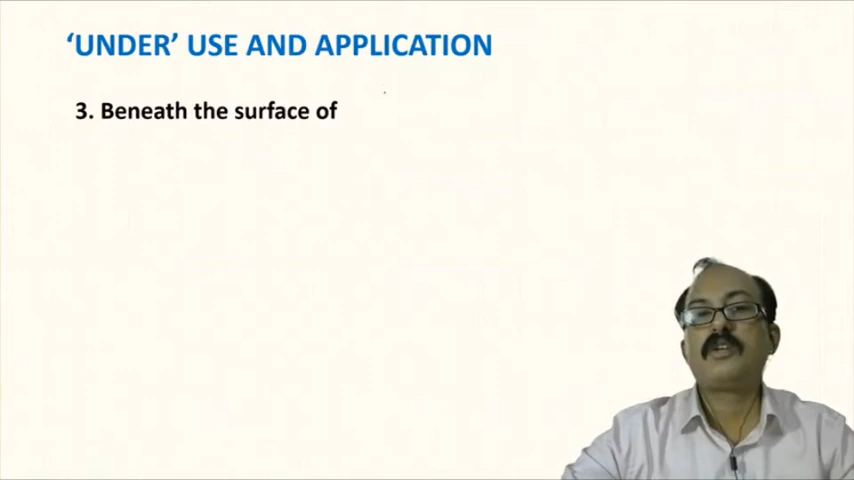 ‘UNDER’ USE AND APPLICATION
3. Beneath the surface of